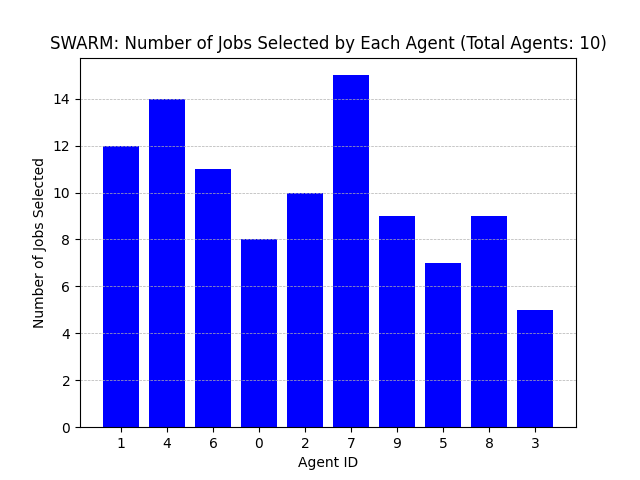 SWARM: Number of Jobs Selected by Each Agent (Total Agents: 10)
Number of Jobs Selected
14
12
10
8
6
4
2
0
1 4 6 0 2 7 9 5 8 3
Agent ID